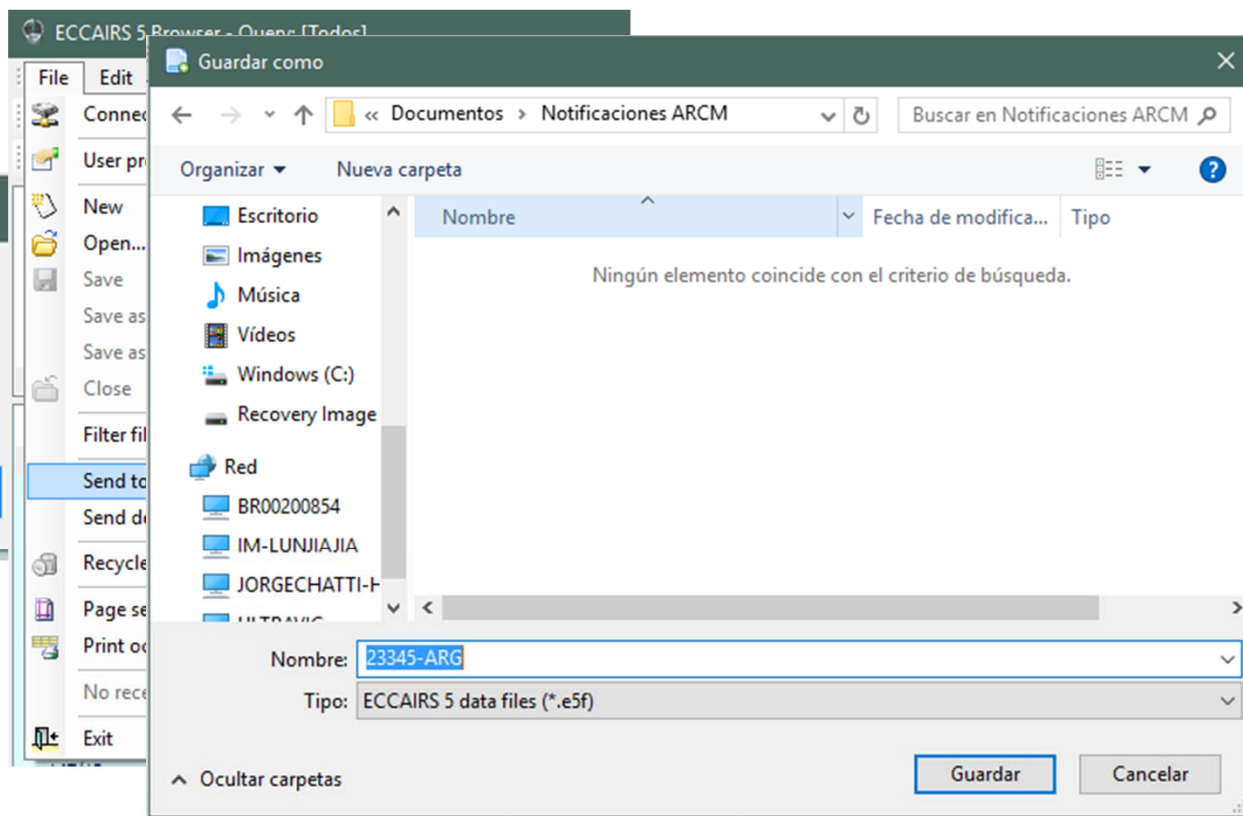 ECCAIRS 5 Browser - Query: [Todos]
File Edit
Connec
User pr
New
Open...
Save
Save as
Save as
Close
Filter fil
Send to
Send de
Recycle
Page se
Print oc
No rece
Exit
Guardar como
« Documentos › Notificaciones ARCM
Buscar en Notificaciones ARCM
Organizar Nueva carpeta
?
Nombre Fecha de modifica... Tipo
Ningún elemento coincide con el criterio de búsqueda.
Escritorio
Imágenes
Música
Vídeos
Windows (C:)
Recovery Image
Red
BR00200854
IM-LUNJIAJIA
JORGECHATTI-H
Nombre: 23345-ARG
Tipo: ECCAIRS 5 data files (*.e5f)
Ocultar carpetas
Guardar Cancelar